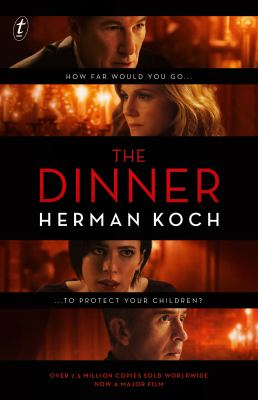 t
HOW FAR WOULD YOU GO...
THE
DINNER
HERMAN KOCH
...TO PROTECT YOUR CHILDREN?
OVER 2.5 MILLION COPIES SOLD WORLDWIDE
NOW A MAJOR FILM